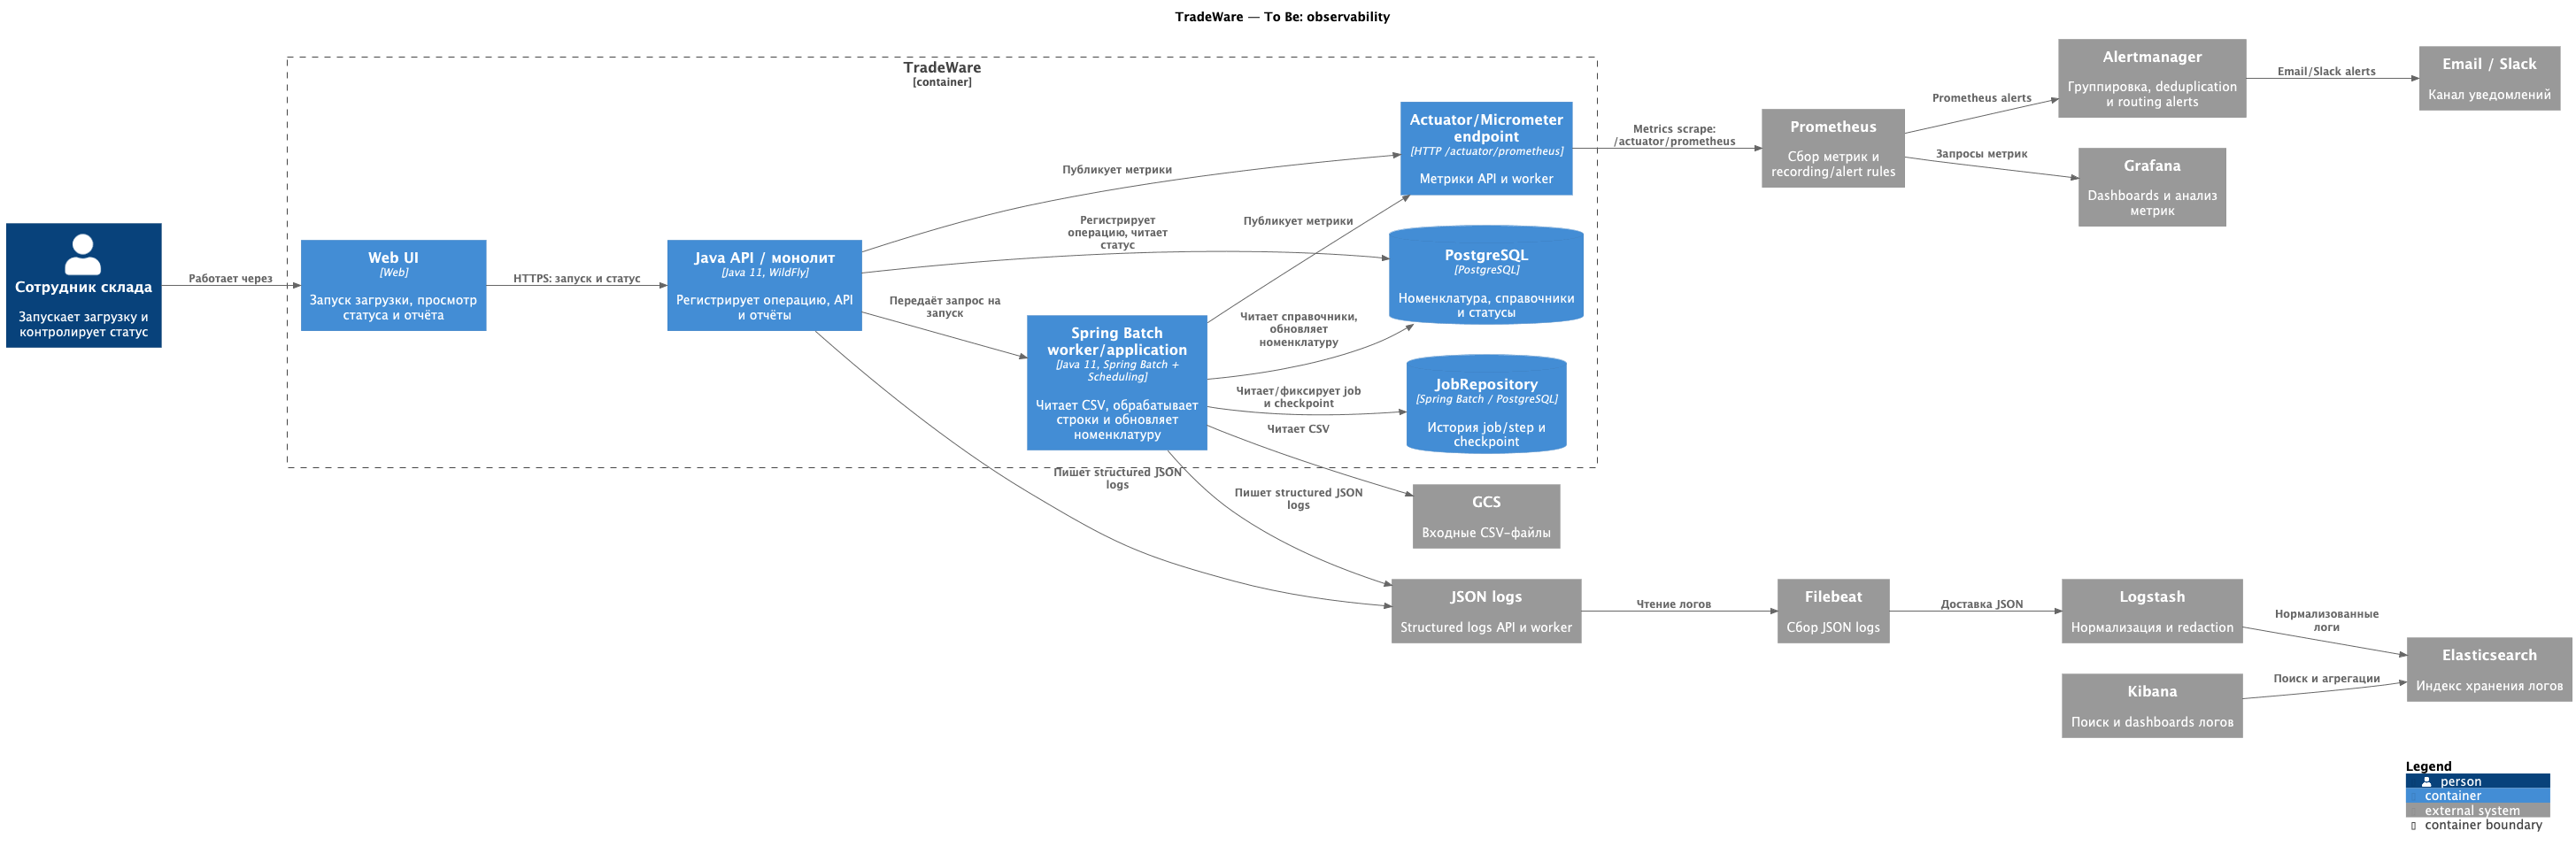 TradeWare — To Be: observability
TradeWare
[container]
Сотрудник склада
Запускает загрузку и
контролирует статус
Работает через
Web UI
[Web]
Запуск загрузки, просмотр
статуса и отчёта
HTTPS: запуск и статус
Java API / монолит
[Java 11, WildFly]
Регистрирует операцию, API
и отчёты
Публикует метрики
Регистрирует
операцию, читает
статус
Передаёт запрос на
запуск
Spring Batch
worker/application
[Java 11, Spring Batch +
Scheduling]
Читает CSV, обрабатывает
строки и обновляет
номенклатуру
Публикует метрики
Читает справочники,
обновляет
номенклатуру
Читает/фиксирует job
и checkpoint
Читает CSV
Пишет structured JSON
logs
Пишет structured JSON
logs
Actuator/Micrometer
endpoint
[HTTP /actuator/prometheus]
Метрики API и worker
PostgreSQL
[PostgreSQL]
Номенклатура, справочники
и статусы
JobRepository
[Spring Batch / PostgreSQL]
История job/step и
checkpoint
GCS
Входные CSV-файлы
JSON logs
Structured logs API и worker
Metrics scrape:
/actuator/prometheus
Prometheus
Сбор метрик и
recording/alert rules
Prometheus alerts
Запросы метрик
Alertmanager
Группировка, deduplication
и routing alerts
Email/Slack alerts
Email / Slack
Канал уведомлений
Grafana
Dashboards и анализ
метрик
Чтение логов
Filebeat
Сбор JSON logs
Доставка JSON
Logstash
Нормализация и redaction
Нормализованные
логи
Elasticsearch
Индекс хранения логов
Kibana
Поиск и dashboards логов
Поиск и агрегации
Legend
person
container
external system
container boundary